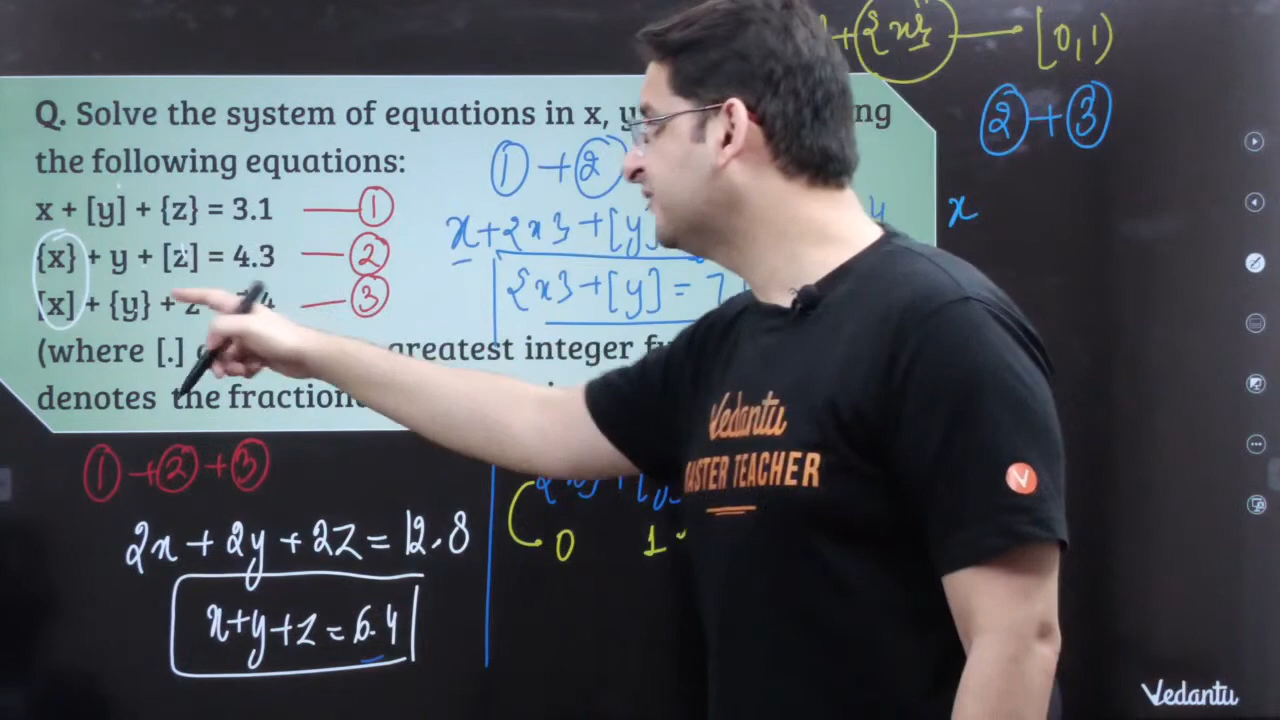 +{x} → [0,1)
Q. Solve the system of equations in x, y
ng
② + ③
the following equations:
① + ②
x + [y] + {z} = 3.1 — ①
x + {x} + [y]
x
{x} + y + [z] = 4.3 — ②
{x} + [y] = 7
[x] + {y} + z — ③
(where [.]
greatest integer
denotes the fraction
① + ② + ③
2x + 2y + 2z = 12.8
0 1.
x+y+z = 6.4
Vedantu
MASTER TEACHER
V
Vedantu